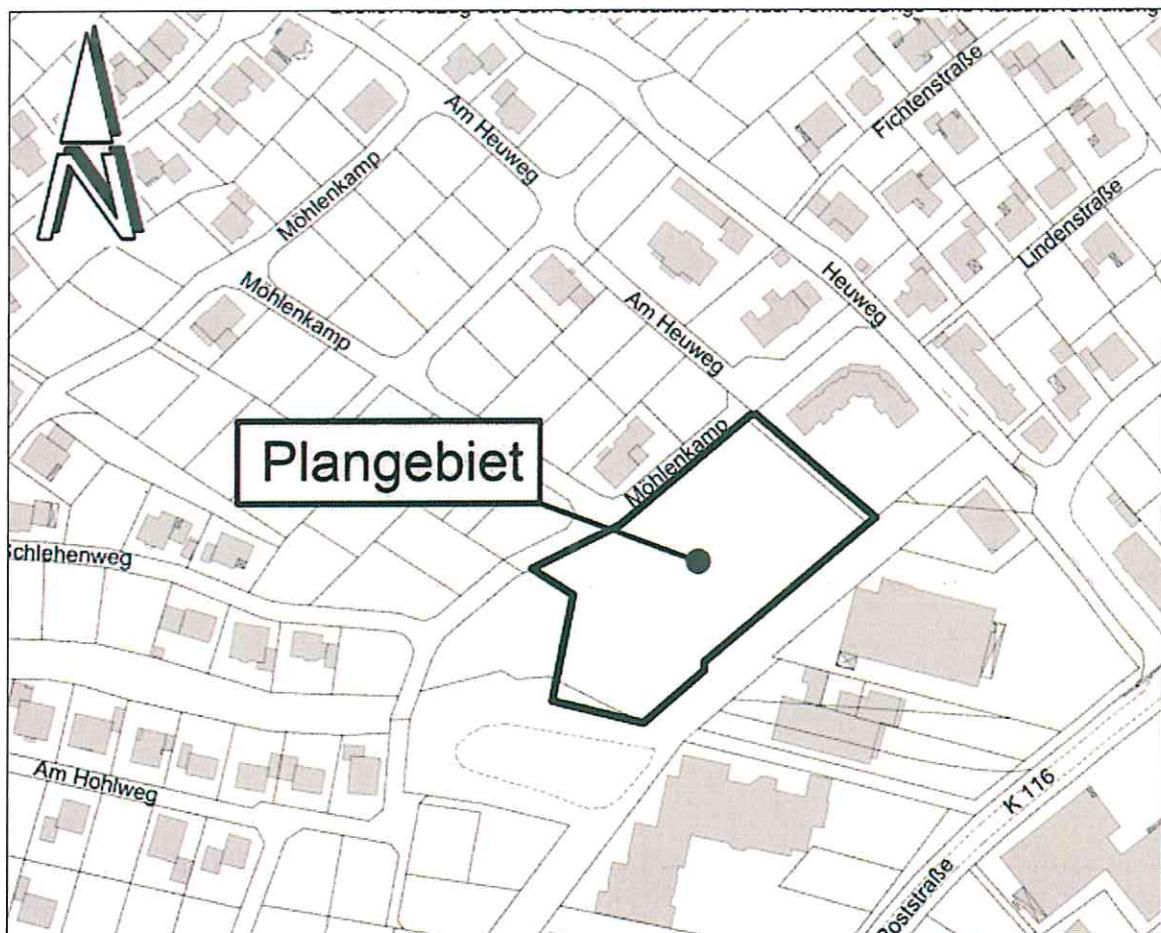 N
Fichtenstraße
Am Heuweg
Möhlenkamp
Lindenstraße
Möhlenkamp
Heuweg
Am Heuweg
Möhlenkamp
Plangebiet
Schlehenweg
Am Hohlweg
K 116
Poststraße